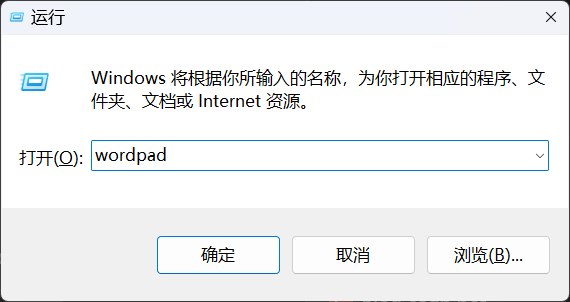 运行
Windows 将根据你所输入的名称，为你打开相应的程序、文
件夹、文档或 Internet 资源。
打开(O): wordpad
确定 取消 浏览(B)...